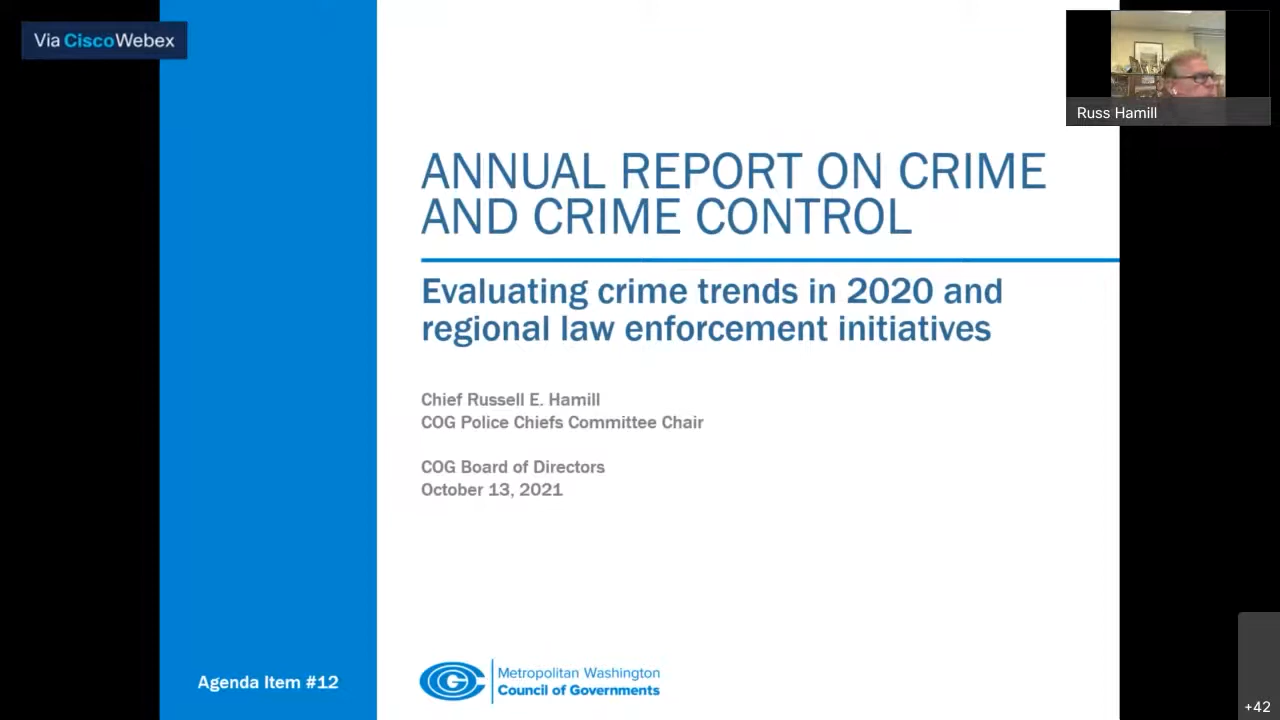 Via CiscoWebex
Russ Hamill
ANNUAL REPORT ON CRIME
AND CRIME CONTROL
Evaluating crime trends in 2020 and
regional law enforcement initiatives
Chief Russell E. Hamill
COG Police Chiefs Committee Chair
COG Board of Directors
October 13, 2021
Agenda Item #12
Metropolitan Washington
Council of Governments
+42